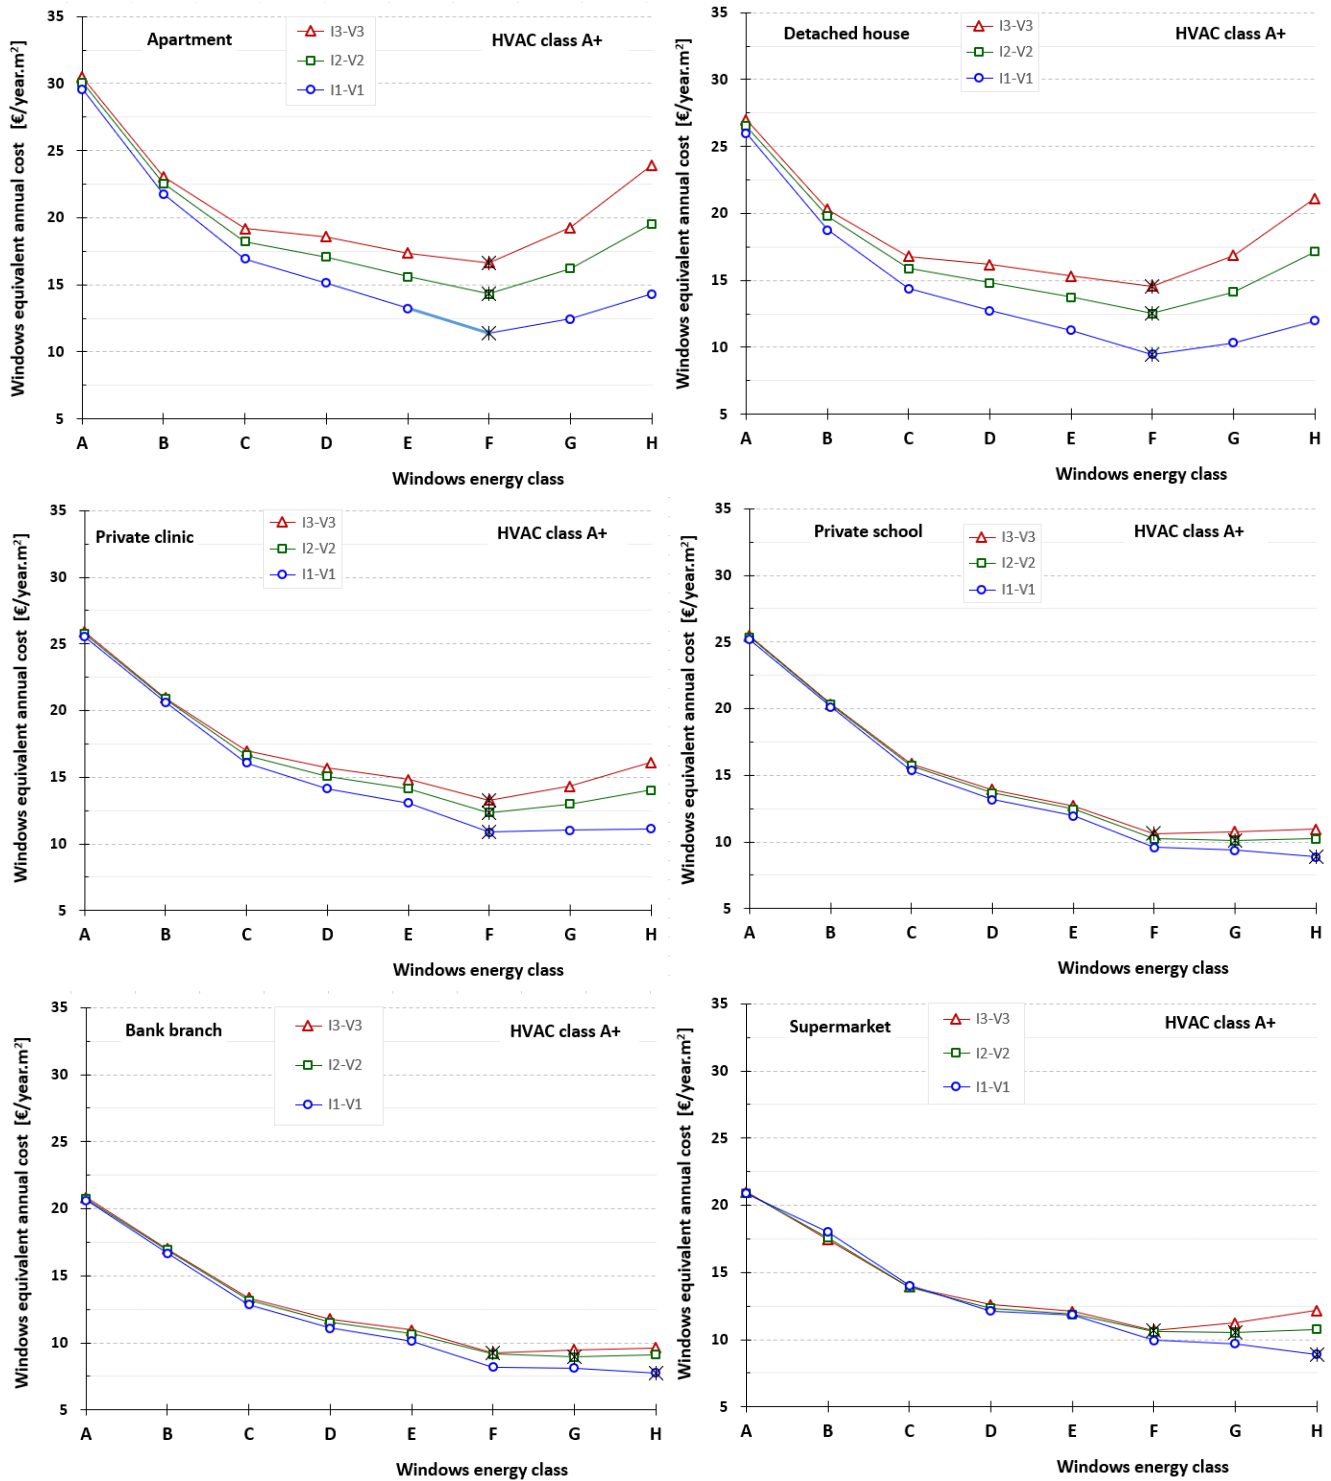 Apartment
HVAC class A+
I3-V3
I2-V2
I1-V1
Windows equivalent annual cost [€/year.m²]
35
30
25
20
15
10
5
A B C D E F G H
Windows energy class
Detached house
HVAC class A+
I3-V3
I2-V2
I1-V1
Windows equivalent annual cost [€/year.m²]
35
30
25
20
15
10
5
A B C D E F G H
Windows energy class
Private clinic
HVAC class A+
I3-V3
I2-V2
I1-V1
Windows equivalent annual cost [€/year.m²]
35
30
25
20
15
10
5
A B C D E F G H
Windows energy class
Private school
HVAC class A+
I3-V3
I2-V2
I1-V1
Windows equivalent annual cost [€/year.m²]
35
30
25
20
15
10
5
A B C D E F G H
Windows energy class
Bank branch
HVAC class A+
I3-V3
I2-V2
I1-V1
Windows equivalent annual cost [€/year.m²]
35
30
25
20
15
10
5
A B C D E F G H
Windows energy class
Supermarket
HVAC class A+
I3-V3
I2-V2
I1-V1
Windows equivalent annual cost [€/year.m²]
35
30
25
20
15
10
5
A B C D E F G H
Windows energy class